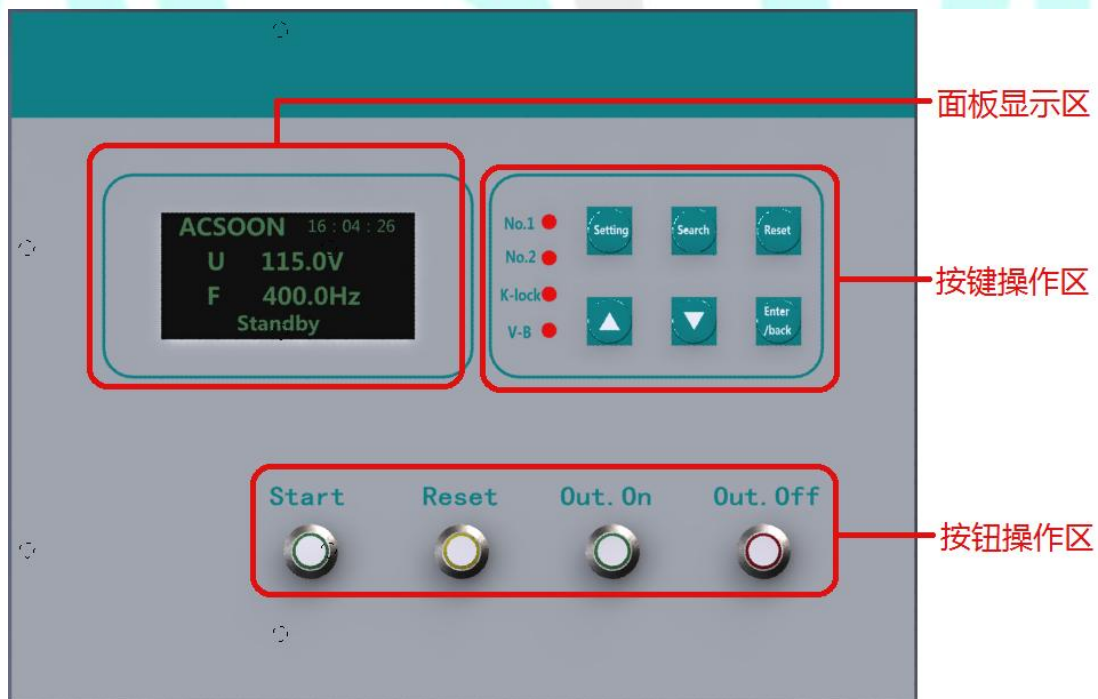 面板显示区
ACSOON 16:04:26
U 115.0V
F 400.0Hz
Standby
No.1
No.2
K-lock
V-B
Setting
Search
Reset
Enter
/back
按键操作区
Start
Reset
Out. On
Out. Off
按钮操作区